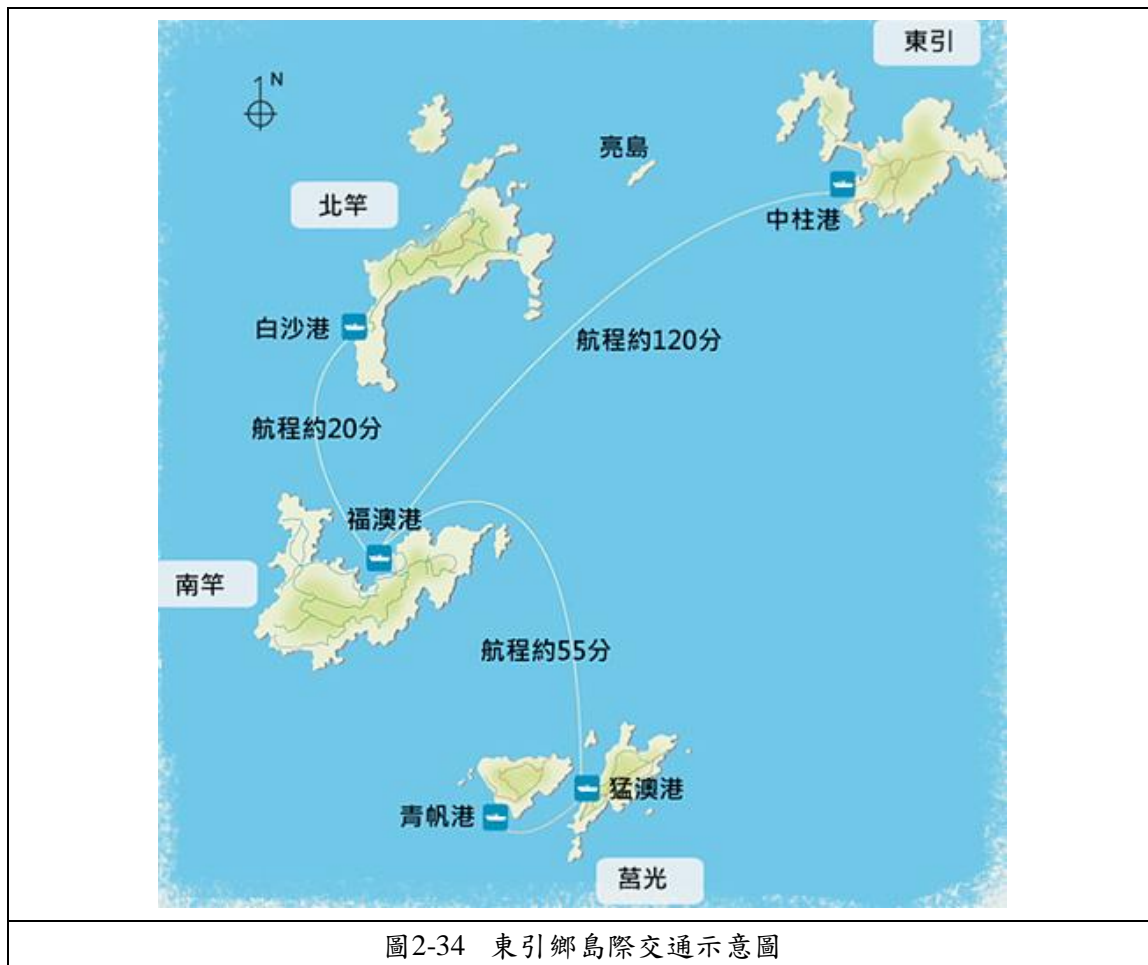 東引
N
亮島
北竿
中柱港
白沙港
航程約120分
航程約20分
福澳港
南竿
航程約55分
猛澳港
青帆港
莒光
圖2-34 東引鄉島際交通示意圖